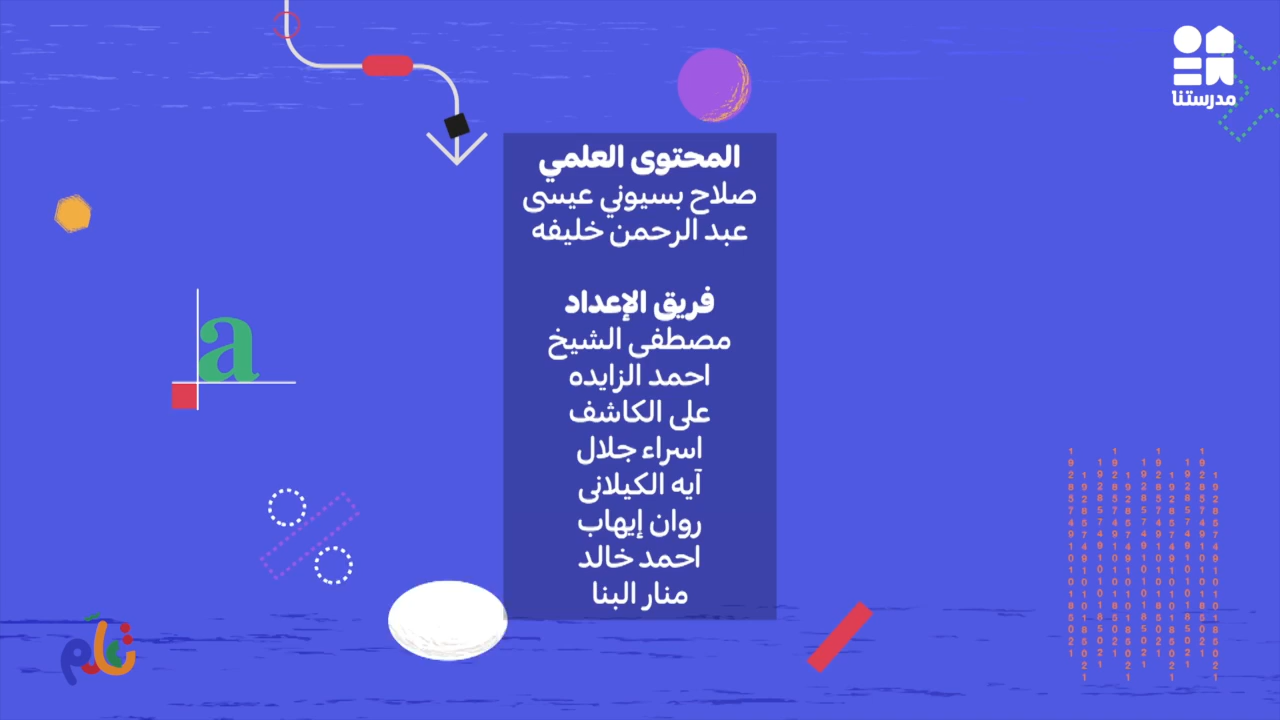 مدرستنا
المحتوى العلمي
صلاح بسيوني عيسى
عبد الرحمن خليفه
فريق الإعداد
مصطفى الشيخ
احمد الزايده
على الكاشف
اسراء جلال
آيه الكيلانى
روان إيهاب
احمد خالد
منار البنا
a